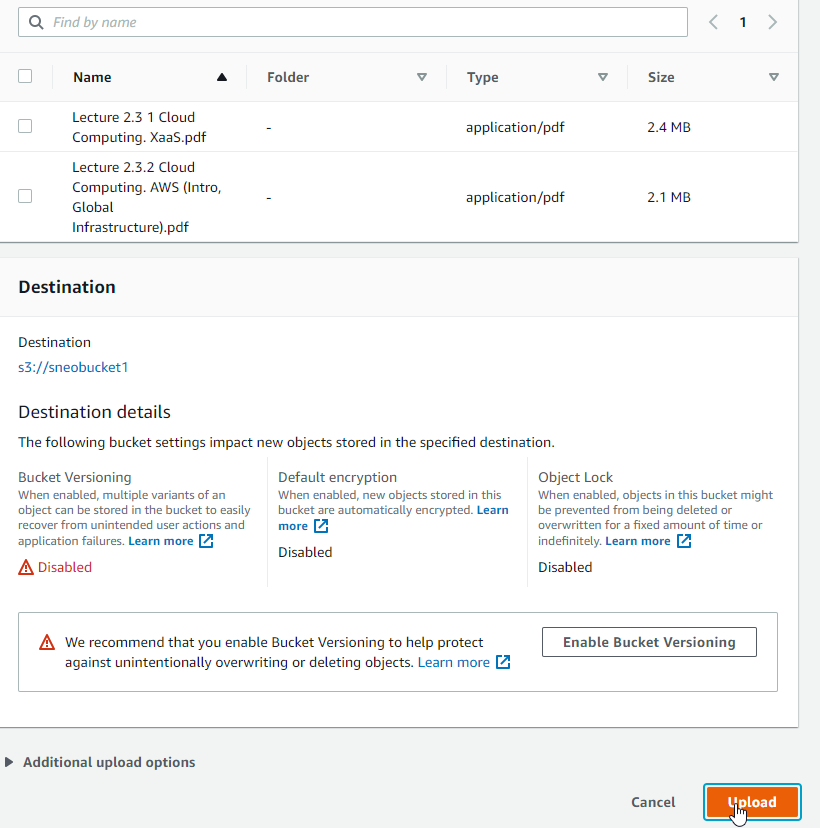 Find by name
1
Name Folder Type Size
Lecture 2.3 1 Cloud
Computing. XaaS.pdf
- application/pdf 2.4 MB
Lecture 2.3.2 Cloud
Computing. AWS (Intro,
Global
Infrastructure).pdf
- application/pdf 2.1 MB
Destination
Destination
s3://sneobucket1
Destination details
The following bucket settings impact new objects stored in the specified destination.
Bucket Versioning
When enabled, multiple variants of an
object can be stored in the bucket to easily
recover from unintended user actions and
application failures. Learn more
Disabled
Default encryption
When enabled, new objects stored in this
bucket are automatically encrypted. Learn
more
Disabled
Object Lock
When enabled, objects in this bucket might
be prevented from being deleted or
overwritten for a fixed amount of time or
indefinitely. Learn more
Disabled
We recommend that you enable Bucket Versioning to help protect
against unintentionally overwriting or deleting objects. Learn more
Enable Bucket Versioning
Additional upload options
Cancel Upload